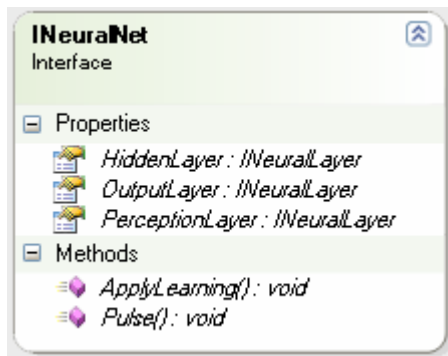 INeuralNet
Interface
Properties
HiddenLayer : INeuralLayer
OutputLayer : INeuralLayer
PerceptionLayer : INeuralLayer
Methods
ApplyLearning() : void
Pulse() : void